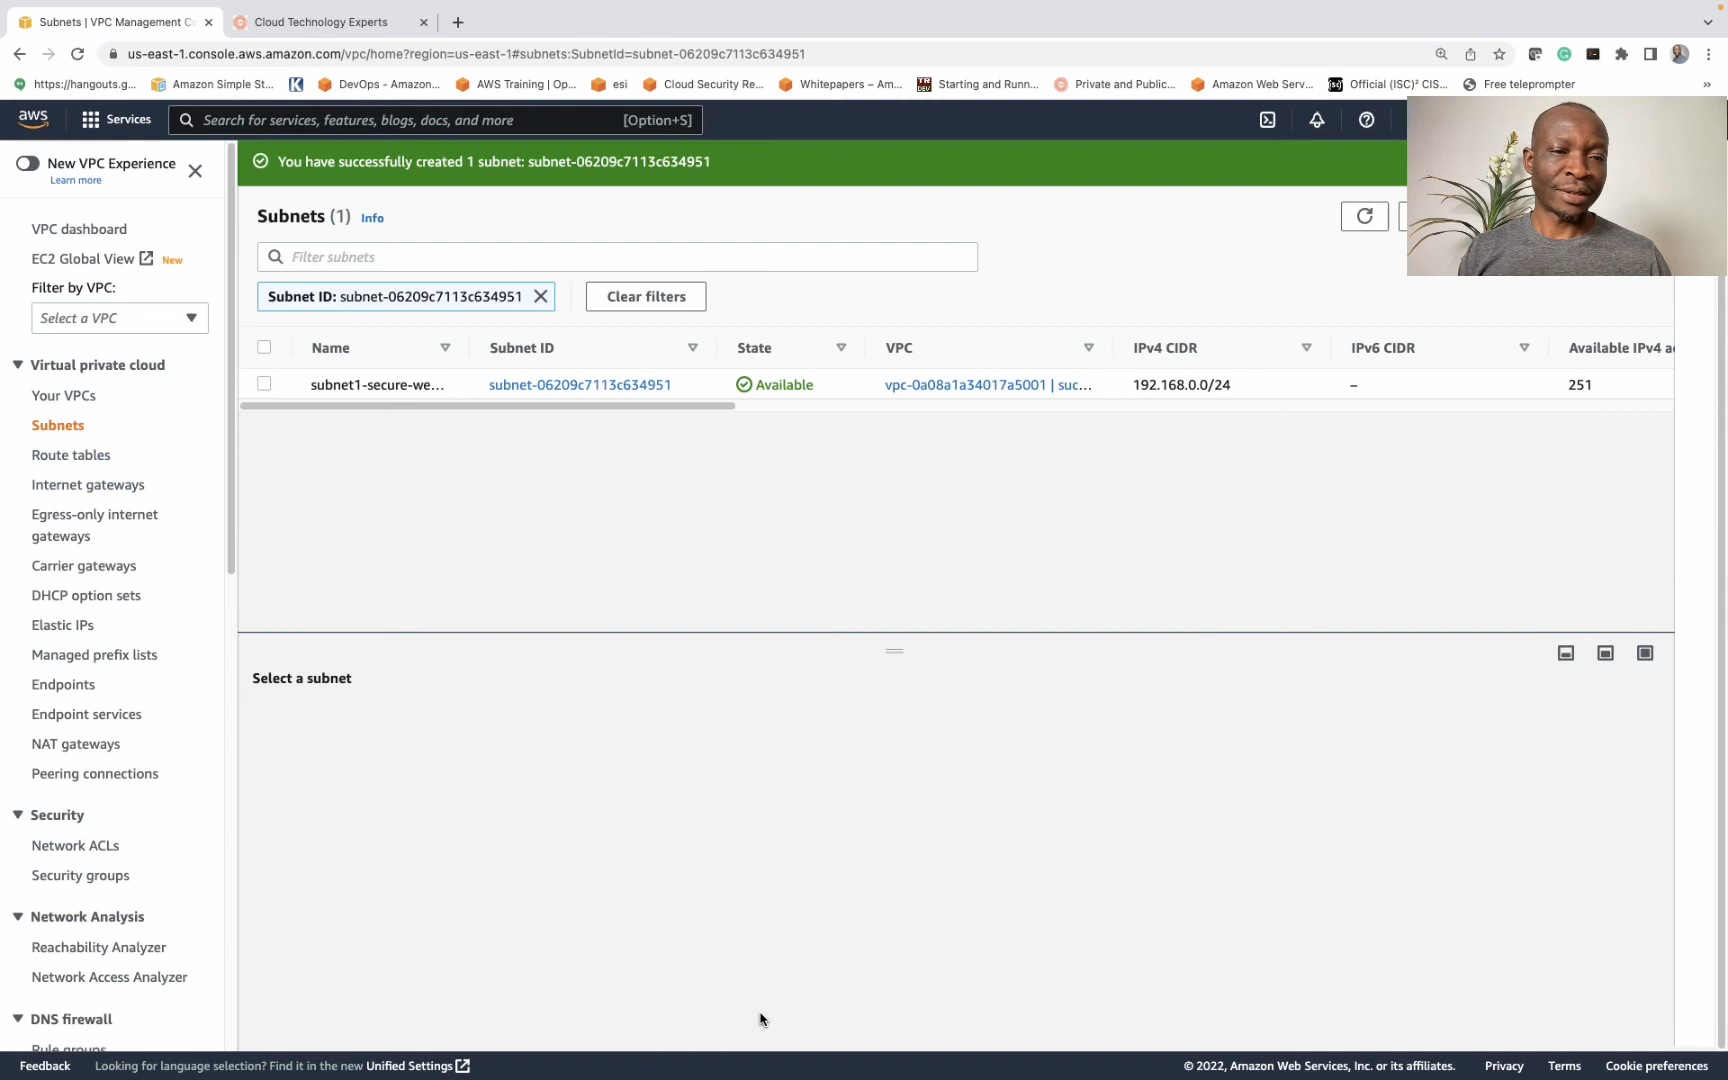 Subnets | VPC Management C
Cloud Technology Experts
us-east-1.console.aws.amazon.com/vpc/home?region=us-east-1#subnets:SubnetId=subnet-06209c7113c634951
https://hangouts.g...
Amazon Simple St...
DevOps - Amazon...
AWS Training | Op...
esi
Cloud Security Re...
Whitepapers – Am...
Starting and Runn...
Private and Public...
Amazon Web Serv...
Official (ISC)² CIS...
Free teleprompter
»
aws
Services
Search for services, features, blogs, docs, and more
[Option+S]
New VPC Experience
Learn more
You have successfully created 1 subnet: subnet-06209c7113c634951
VPC dashboard
EC2 Global View
New
Filter by VPC:
Select a VPC
Virtual private cloud
Your VPCs
Subnets
Route tables
Internet gateways
Egress-only internet
gateways
Carrier gateways
DHCP option sets
Elastic IPs
Managed prefix lists
Endpoints
Endpoint services
NAT gateways
Peering connections
Security
Network ACLs
Security groups
Network Analysis
Reachability Analyzer
Network Access Analyzer
DNS firewall
Rule groups
Subnets (1) Info
Filter subnets
Subnet ID: subnet-06209c7113c634951
Clear filters
Name
Subnet ID
State
VPC
IPv4 CIDR
IPv6 CIDR
Available IPv4 a
subnet1-secure-we...
subnet-06209c7113c634951
Available
vpc-0a08a1a34017a5001 | suc...
192.168.0.0/24
–
251
Select a subnet
Feedback
Looking for language selection? Find it in the new Unified Settings
© 2022, Amazon Web Services, Inc. or its affiliates.
Privacy
Terms
Cookie preferences